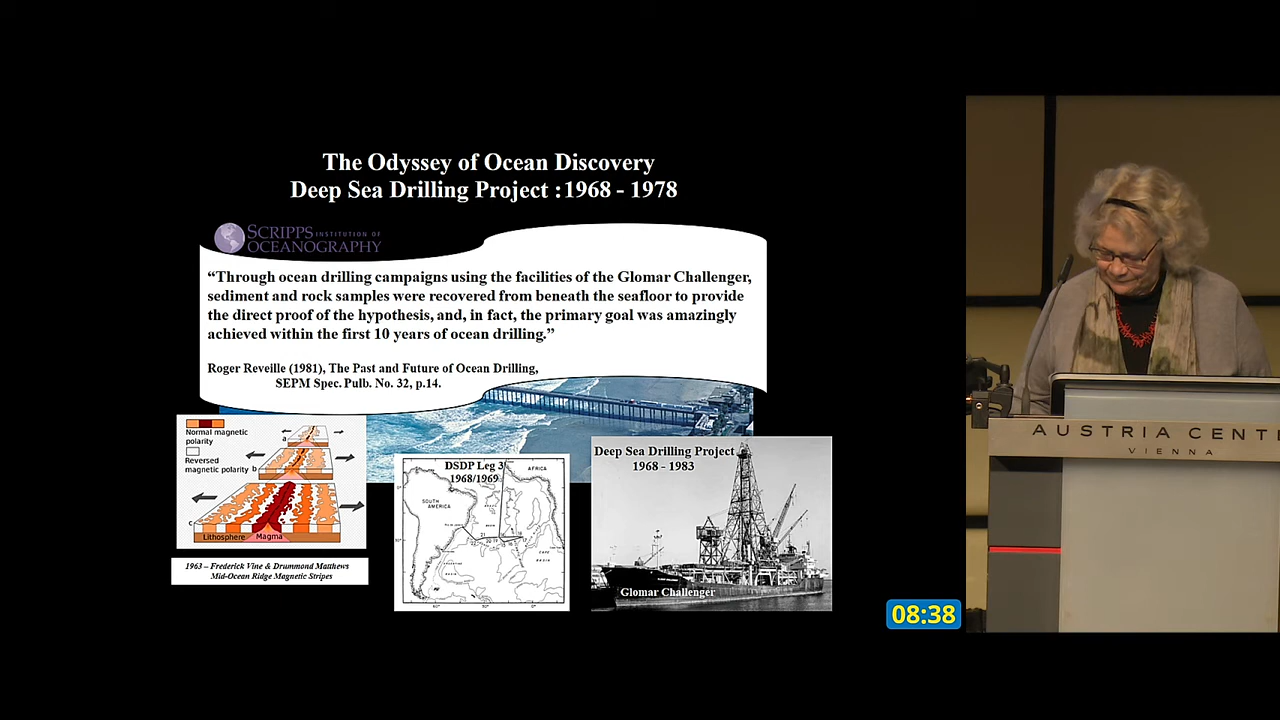 The Odyssey of Ocean Discovery
Deep Sea Drilling Project : 1968 - 1978
SCRIPPS INSTITUTION OF
OCEANOGRAPHY
“Through ocean drilling campaigns using the facilities of the Glomar Challenger,
sediment and rock samples were recovered from beneath the seafloor to provide
the direct proof of the hypothesis, and, in fact, the primary goal was amazingly
achieved within the first 10 years of ocean drilling.”
Roger Reveille (1981), The Past and Future of Ocean Drilling,
SEPM Spec. Pulb. No. 32, p.14.
Normal magnetic
polarity
Reversed
magnetic polarity
a
b
c
Lithosphere
Magma
1963 – Frederick Vine & Drummond Matthews
Mid-Ocean Ridge Magnetic Stripes
DSDP Leg 3
1968/1969
AFRICA
SOUTH
AMERICA
CAPE
BASIN
Deep Sea Drilling Project
1968 - 1983
Glomar Challenger
08:38
AUSTRIA CENT
VIENNA